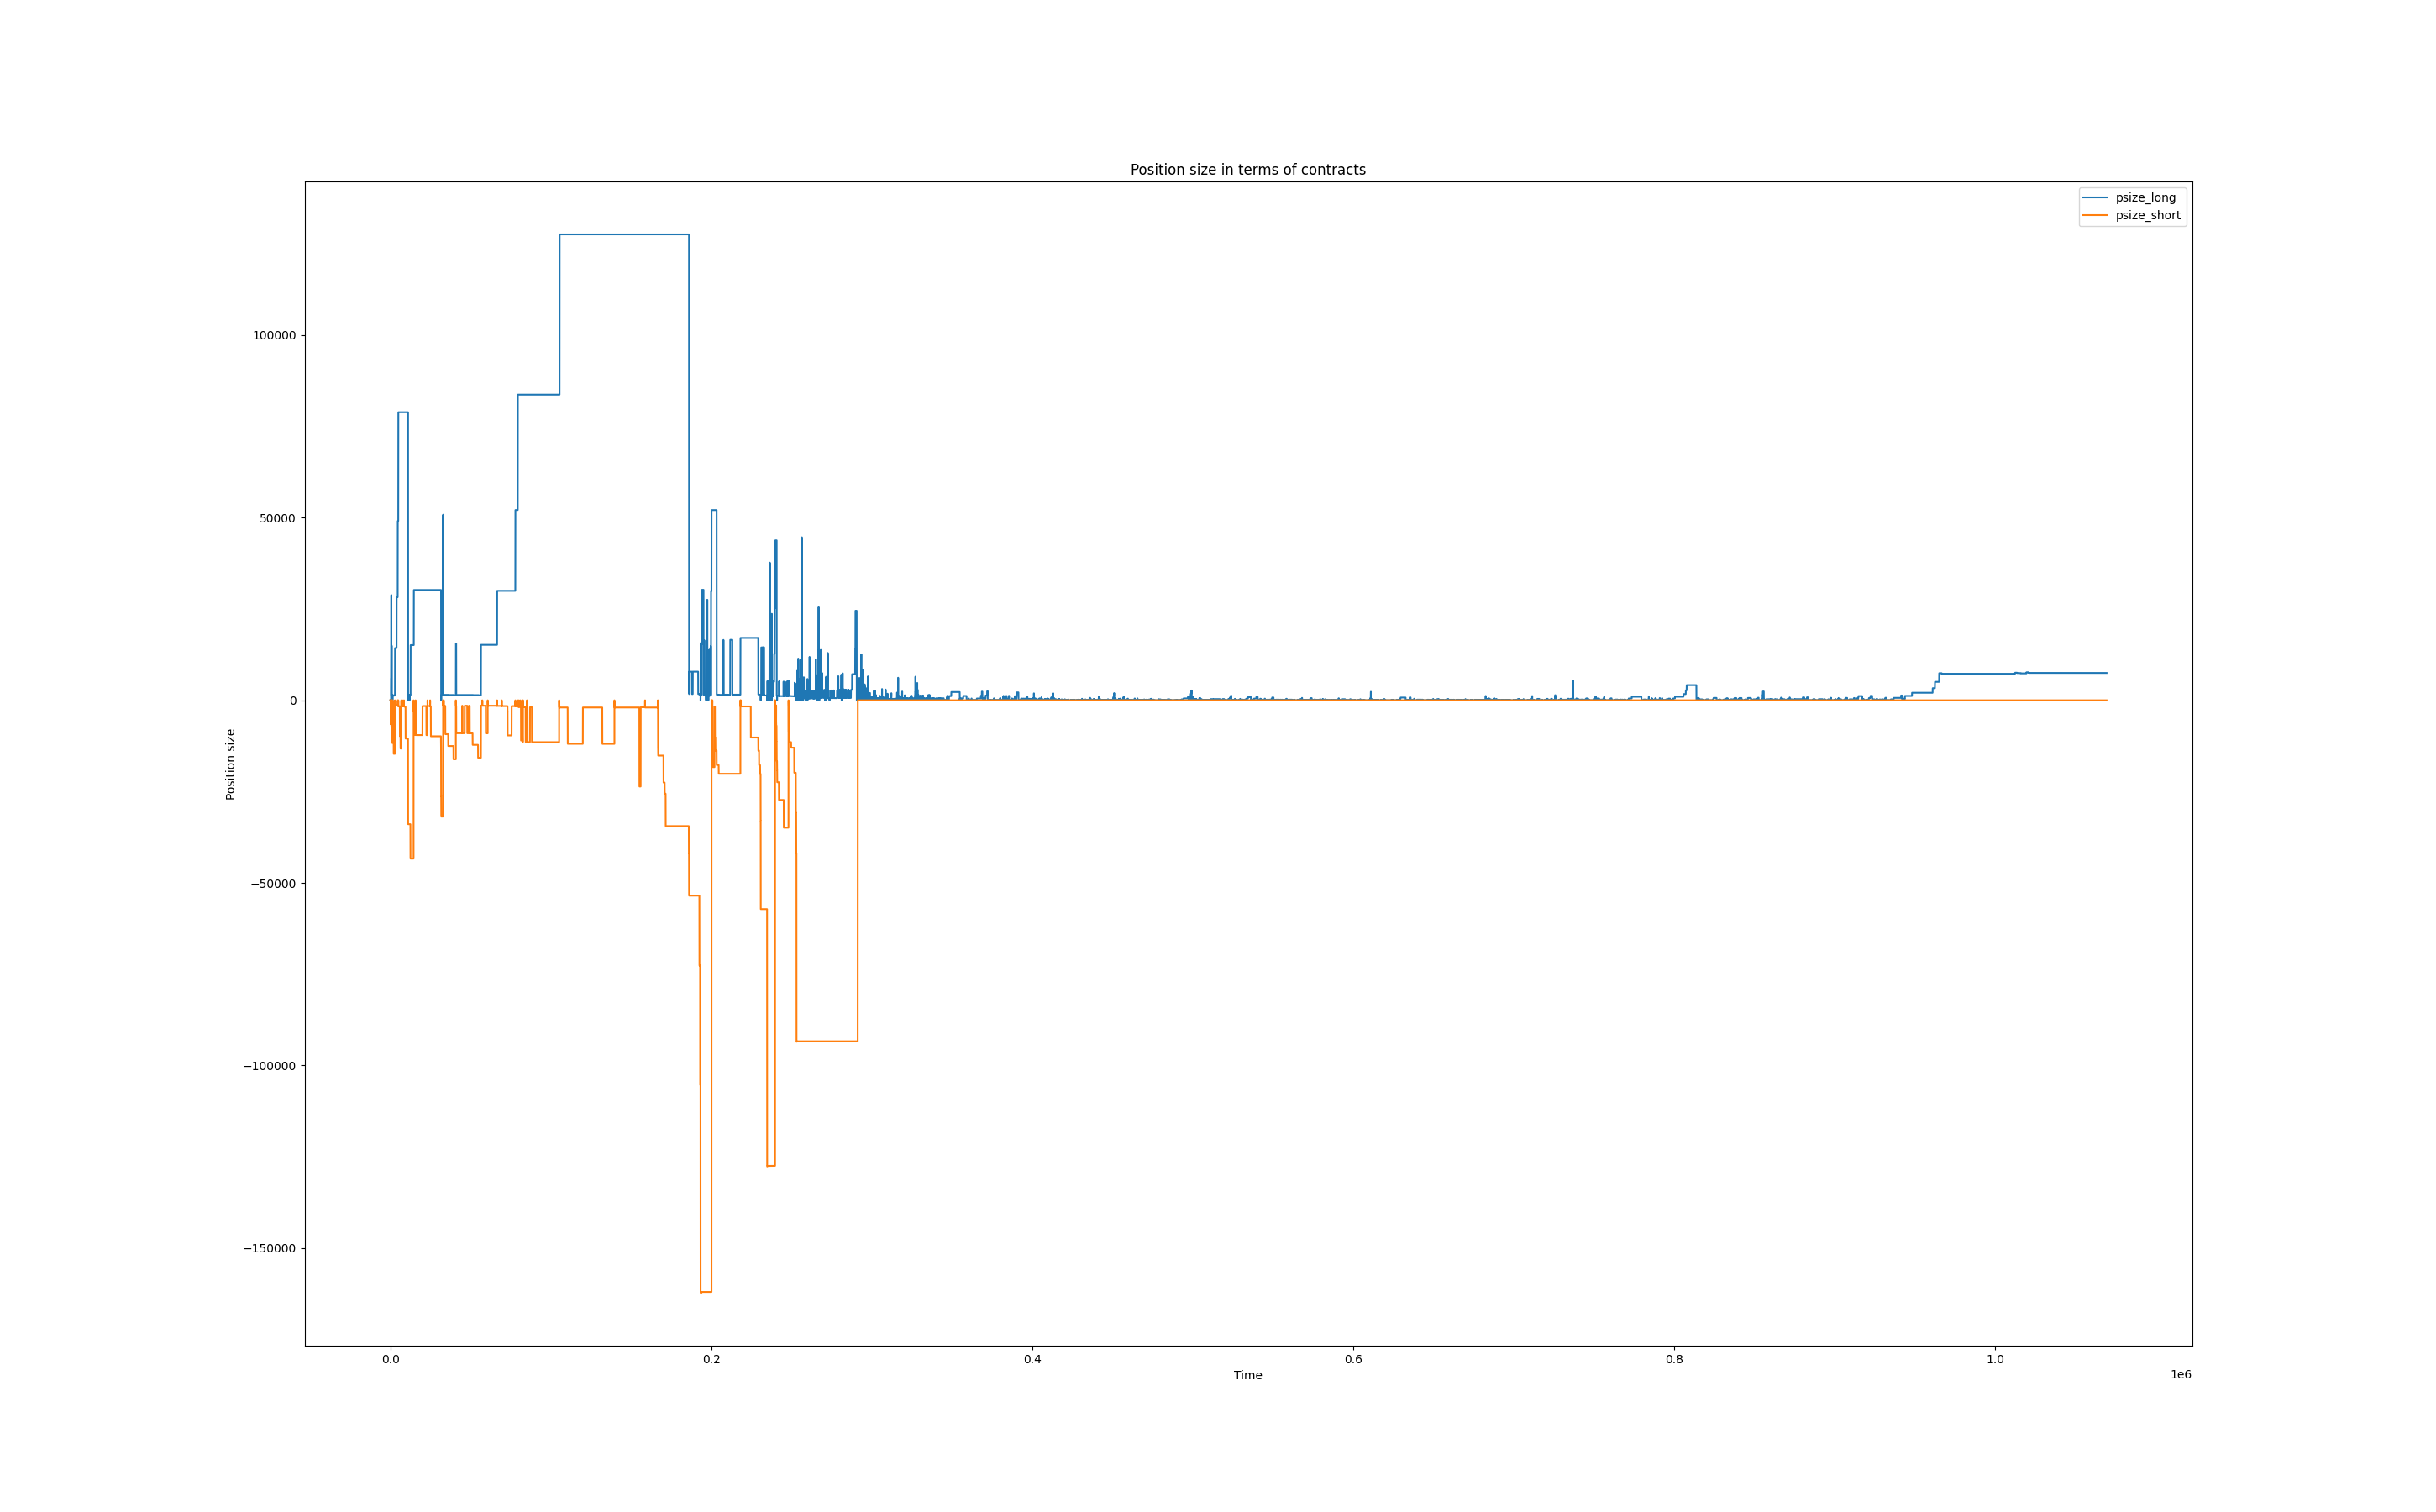 Position size in terms of contracts
psize_long
psize_short
100000
50000
0
−50000
−100000
−150000
Position size
0.0 0.2 0.4 0.6 0.8 1.0
Time
1e6